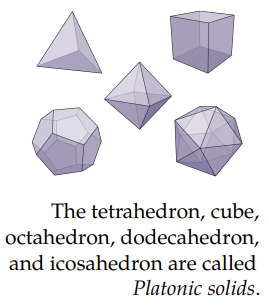 The tetrahedron, cube,
octahedron, dodecahedron,
and icosahedron are called
Platonic solids.